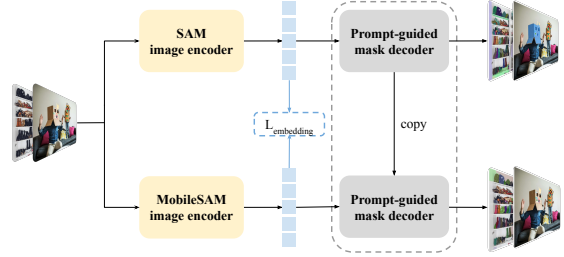 SAM
image encoder
Prompt-guided
mask decoder
L_embedding
copy
MobileSAM
image encoder
Prompt-guided
mask decoder